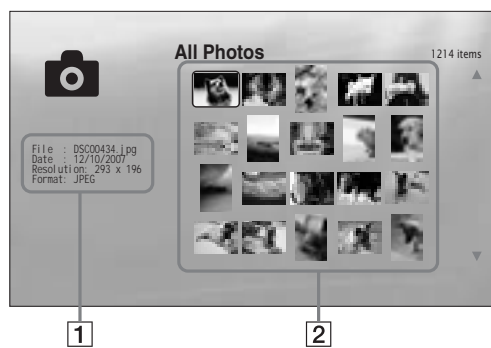 All Photos
1214 items
File : DSC00434.jpg
Date : 12/10/2007
Resolution: 293 x 196
Format: JPEG
1
2